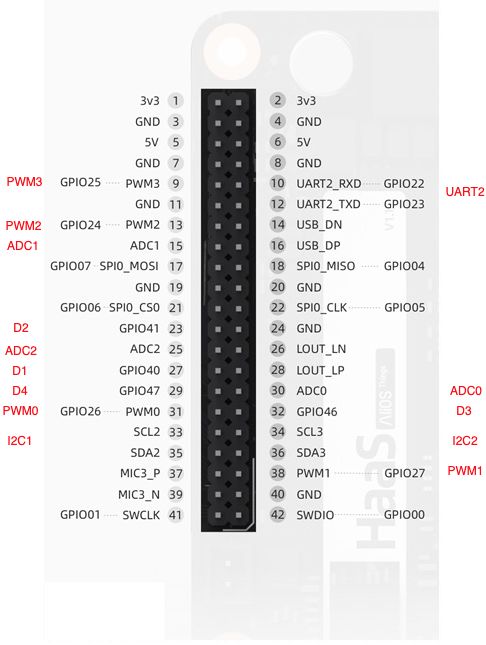 3v3 1 2 3v3
GND 3 4 GND
5V 5 6 5V
GND 7 8 GND
PWM3 GPIO25 PWM3 9 10 UART2_RXD GPIO22
UART2
GND 11 12 UART2_TXD GPIO23
PWM2 GPIO24 PWM2 13 14 USB_DN
ADC1 ADC1 15 16 USB_DP
GPIO07 SPI0_MOSI 17 18 SPI0_MISO GPIO04
GND 19 20 GND
GPIO06 SPI0_CS0 21 22 SPI0_CLK GPIO05
D2 GPIO41 23 24 GND
ADC2 ADC2 25 26 LOUT_LN
D1 GPIO40 27 28 LOUT_LP
D4 GPIO47 29 30 ADC0 ADC0
PWM0 GPIO26 PWM0 31 32 GPIO46 D3
SCL2 33 34 SCL3
I2C1 I2C2
SDA2 35 36 SDA3
MIC3_P 37 38 PWM1 GPIO27 PWM1
MIC3_N 39 40 GND
GPIO01 SWCLK 41 42 SWDIO GPIO00
HaaS AliOS Things